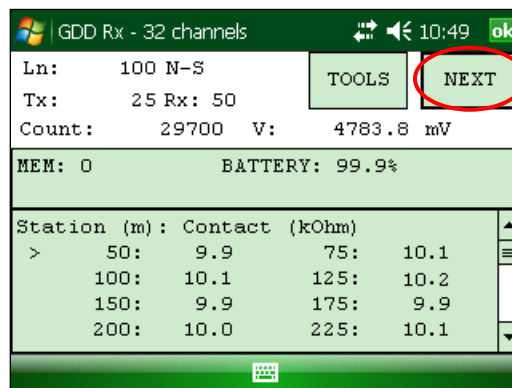 GDD Rx - 32 channels 10:49 ok
Ln: 100 N-S TOOLS NEXT
Tx: 25 Rx: 50
Count: 29700 V: 4783.8 mV
MEM: 0 BATTERY: 99.9%
Station (m): Contact (kOhm)
> 50: 9.9 75: 10.1
100: 10.1 125: 10.2
150: 9.9 175: 9.9
200: 10.0 225: 10.1